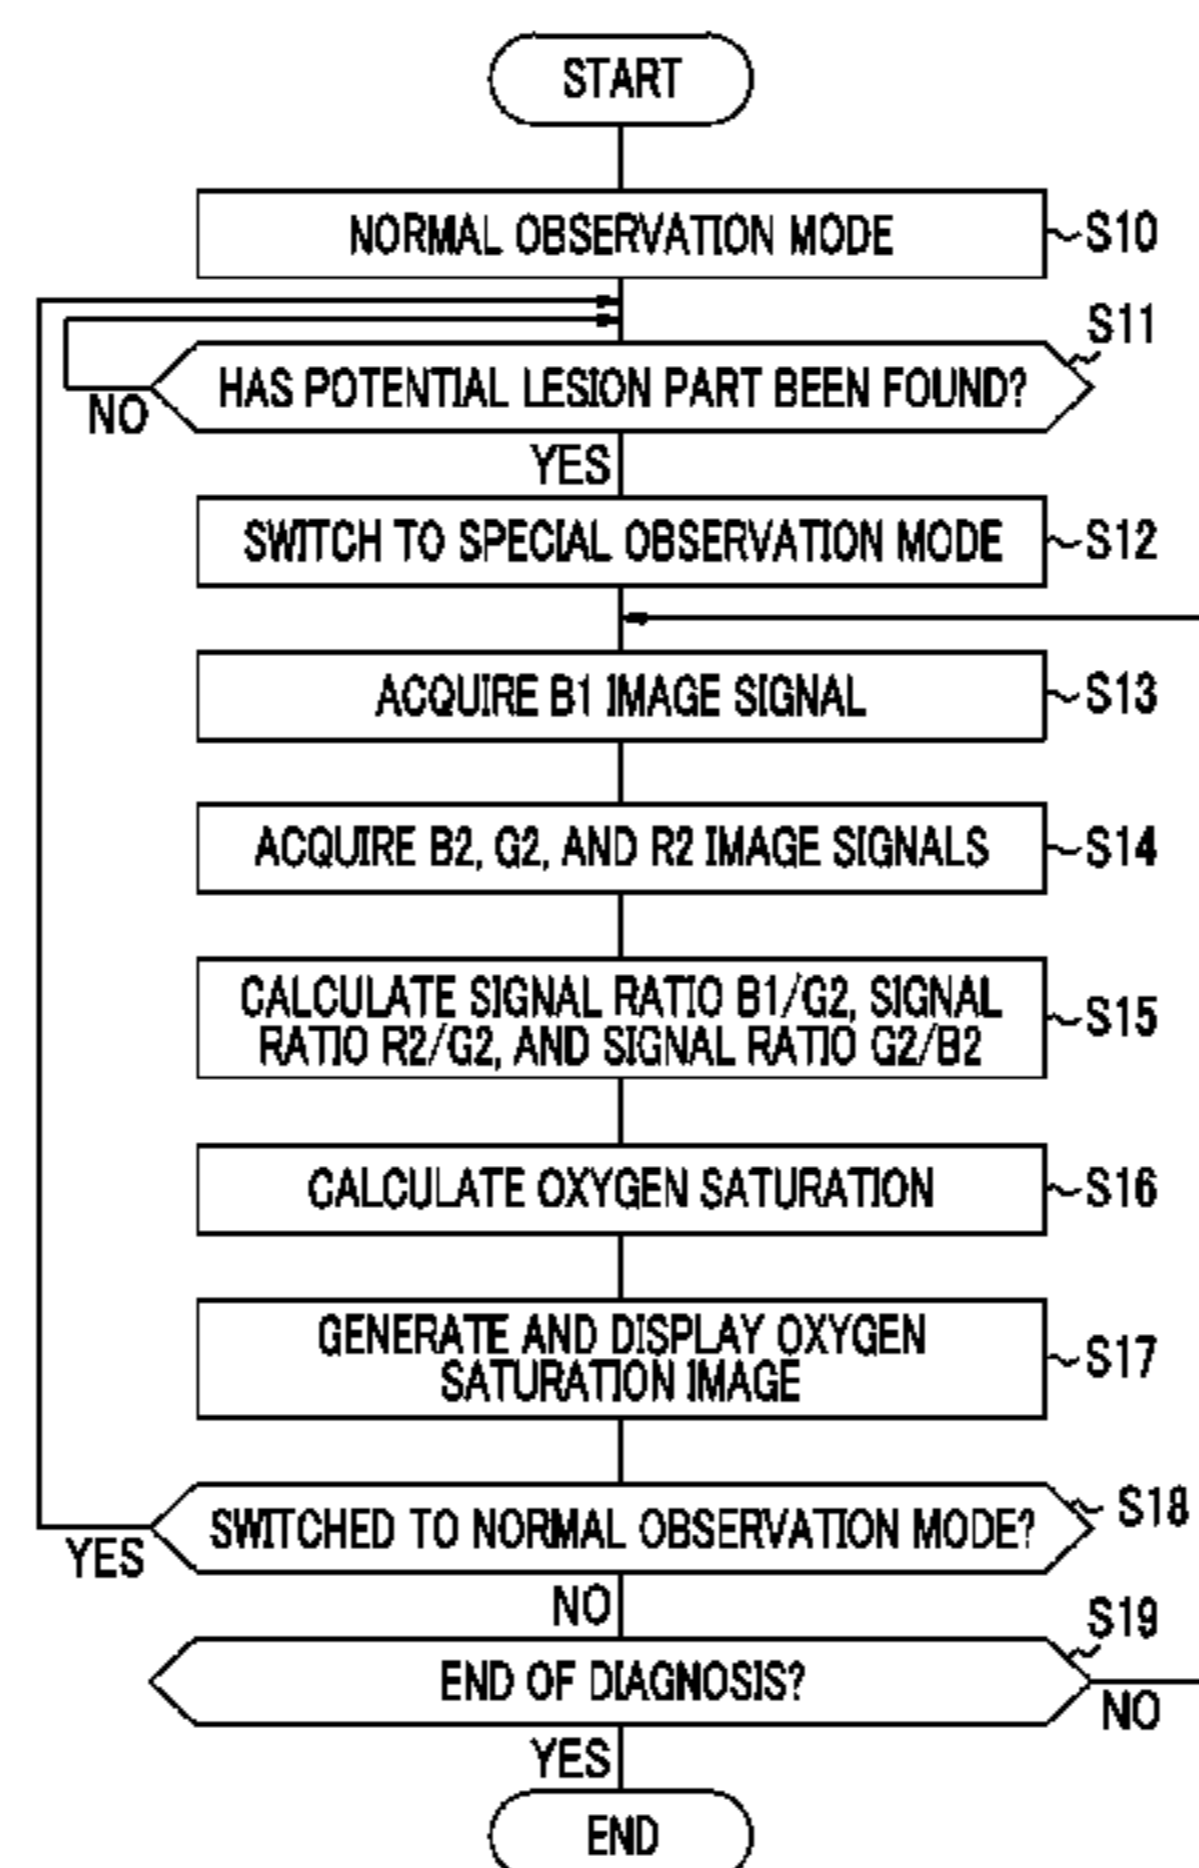 START
NORMAL OBSERVATION MODE
S10
S11
HAS POTENTIAL LESION PART BEEN FOUND?
NO
YES
SWITCH TO SPECIAL OBSERVATION MODE
S12
ACQUIRE B1 IMAGE SIGNAL
S13
ACQUIRE B2, G2, AND R2 IMAGE SIGNALS
S14
CALCULATE SIGNAL RATIO B1/G2, SIGNAL
RATIO R2/G2, AND SIGNAL RATIO G2/B2
S15
CALCULATE OXYGEN SATURATION
S16
GENERATE AND DISPLAY OXYGEN
SATURATION IMAGE
S17
SWITCHED TO NORMAL OBSERVATION MODE?
S18
YES
NO
S19
END OF DIAGNOSIS?
NO
YES
END